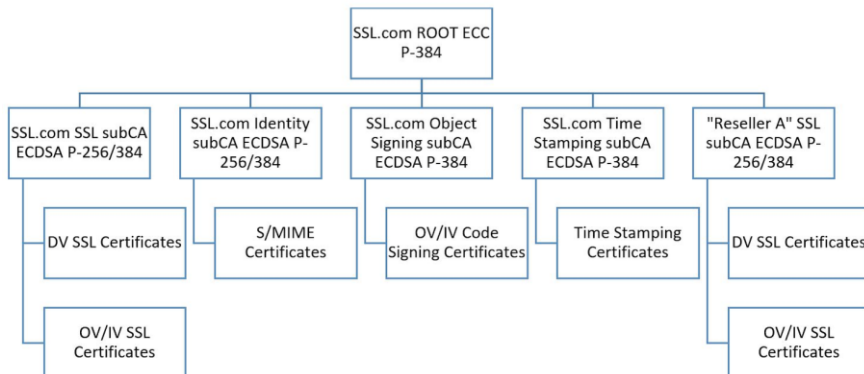 SSL.com ROOT ECC
P-384
SSL.com SSL subCA
ECDSA P-256/384
SSL.com Identity
subCA ECDSA P-
256/384
SSL.com Object
Signing subCA
ECDSA P-384
SSL.com Time
Stamping subCA
ECDSA P-384
"Reseller A" SSL
subCA ECDSA P-
256/384
DV SSL Certificates
S/MIME
Certificates
OV/IV Code
Signing Certificates
Time Stamping
Certificates
DV SSL Certificates
OV/IV SSL
Certificates
OV/IV SSL
Certificates